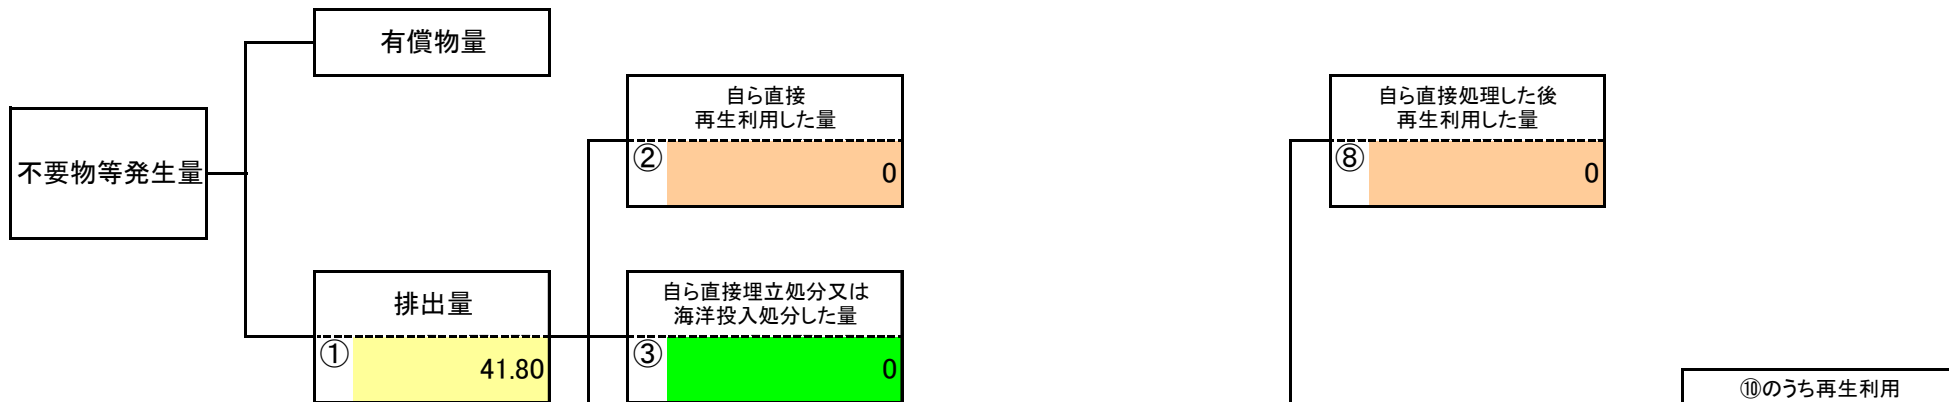 有償物量
自ら直接
再生利用した量
②
0
自ら直接処理した後
再生利用した量
⑧
0
不要物等発生量
排出量
①
41.80
自ら直接埋立処分又は
海洋投入処分した量
③
0
⑩のうち再生利用